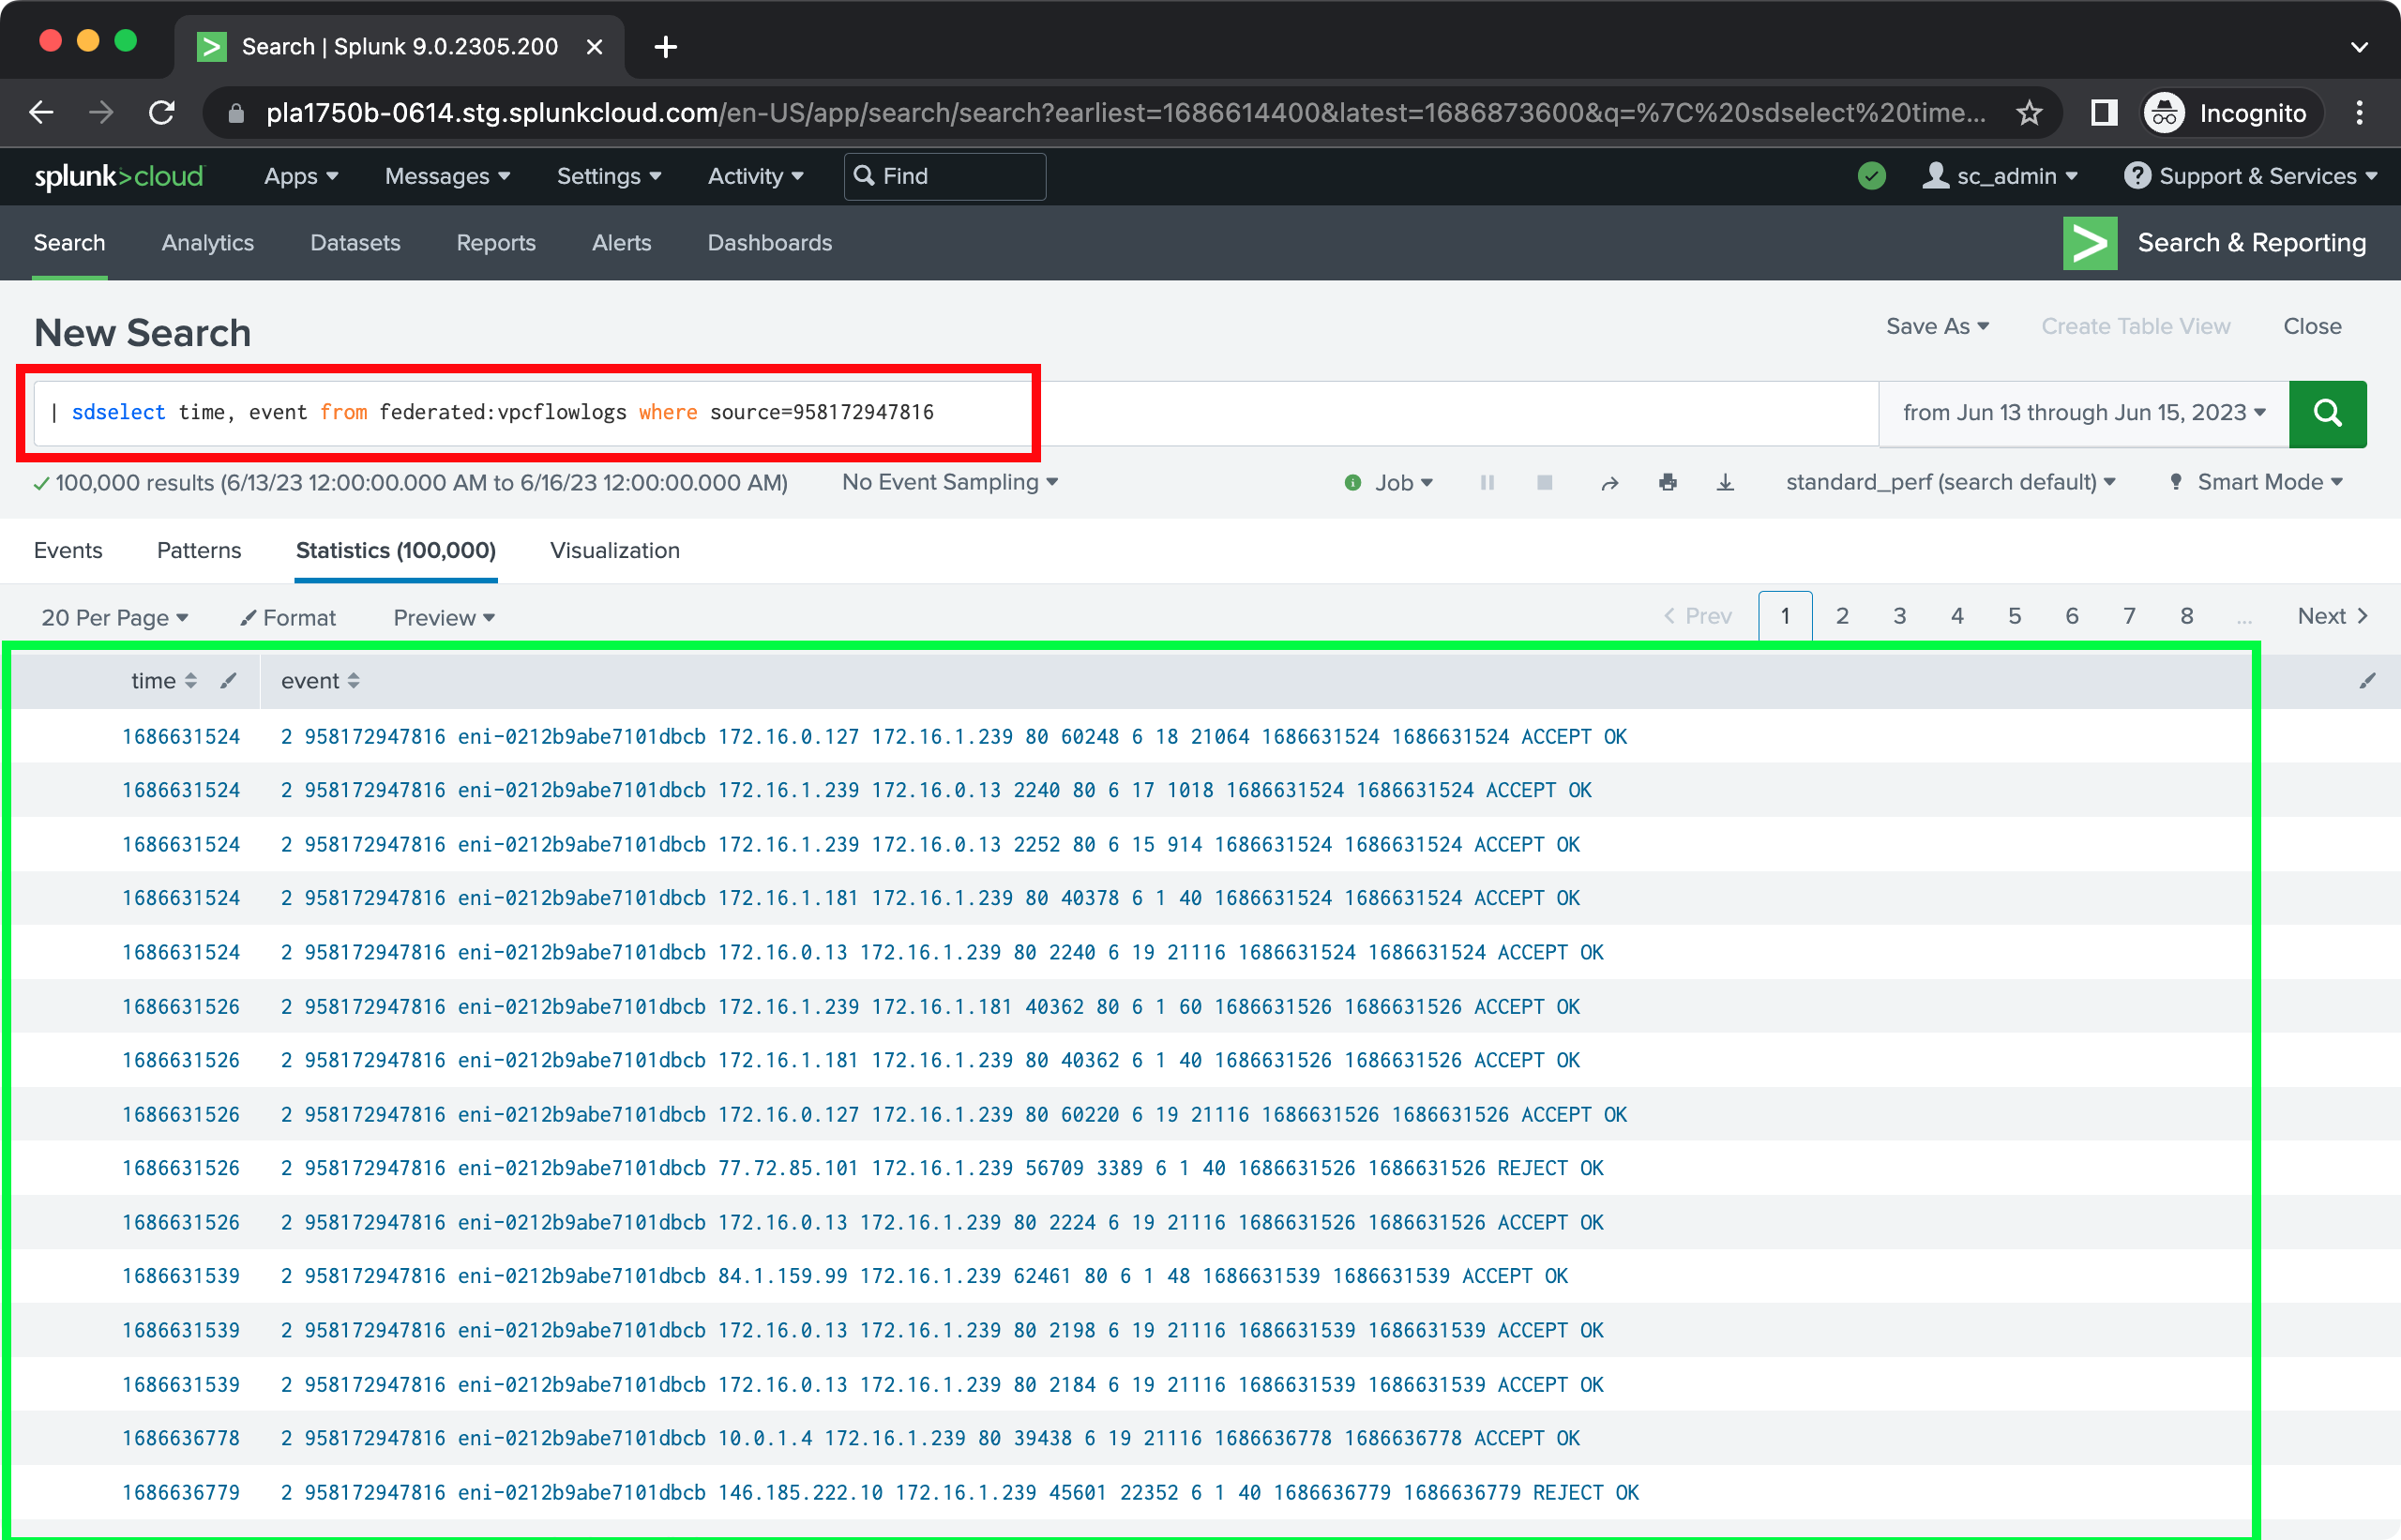 Search | Splunk 9.0.2305.200
pla1750b-0614.stg.splunkcloud.com/en-US/app/search/search?earliest=1686614400&latest=1686873600&q=%7C%20sdselect%20time... Incognito
splunk>cloud Apps Messages Settings Activity Find sc_admin Support & Services
Search Analytics Datasets Reports Alerts Dashboards Search & Reporting
New Search Save As Create Table View Close
| sdselect time, event from federated:vpcflowlogs where source=958172947816 from Jun 13 through Jun 15, 2023
100,000 results (6/13/23 12:00:00.000 AM to 6/16/23 12:00:00.000 AM) No Event Sampling Job standard_perf (search default) Smart Mode
Events Patterns Statistics (100,000) Visualization
20 Per Page Format Preview < Prev 1 2 3 4 5 6 7 8 ... Next >
time event
1686631524 2 958172947816 eni-0212b9abe7101dbcb 172.16.0.127 172.16.1.239 80 60248 6 18 21064 1686631524 1686631524 ACCEPT OK
1686631524 2 958172947816 eni-0212b9abe7101dbcb 172.16.1.239 172.16.0.13 2240 80 6 17 1018 1686631524 1686631524 ACCEPT OK
1686631524 2 958172947816 eni-0212b9abe7101dbcb 172.16.1.239 172.16.0.13 2252 80 6 15 914 1686631524 1686631524 ACCEPT OK
1686631524 2 958172947816 eni-0212b9abe7101dbcb 172.16.1.181 172.16.1.239 80 40378 6 1 40 1686631524 1686631524 ACCEPT OK
1686631524 2 958172947816 eni-0212b9abe7101dbcb 172.16.0.13 172.16.1.239 80 2240 6 19 21116 1686631524 1686631524 ACCEPT OK
1686631526 2 958172947816 eni-0212b9abe7101dbcb 172.16.1.239 172.16.1.181 40362 80 6 1 60 1686631526 1686631526 ACCEPT OK
1686631526 2 958172947816 eni-0212b9abe7101dbcb 172.16.1.181 172.16.1.239 80 40362 6 1 40 1686631526 1686631526 ACCEPT OK
1686631526 2 958172947816 eni-0212b9abe7101dbcb 172.16.0.127 172.16.1.239 80 60220 6 19 21116 1686631526 1686631526 ACCEPT OK
1686631526 2 958172947816 eni-0212b9abe7101dbcb 77.72.85.101 172.16.1.239 56709 3389 6 1 40 1686631526 1686631526 REJECT OK
1686631526 2 958172947816 eni-0212b9abe7101dbcb 172.16.0.13 172.16.1.239 80 2224 6 19 21116 1686631526 1686631526 ACCEPT OK
1686631539 2 958172947816 eni-0212b9abe7101dbcb 84.1.159.99 172.16.1.239 62461 80 6 1 48 1686631539 1686631539 ACCEPT OK
1686631539 2 958172947816 eni-0212b9abe7101dbcb 172.16.0.13 172.16.1.239 80 2198 6 19 21116 1686631539 1686631539 ACCEPT OK
1686631539 2 958172947816 eni-0212b9abe7101dbcb 172.16.0.13 172.16.1.239 80 2184 6 19 21116 1686631539 1686631539 ACCEPT OK
1686636778 2 958172947816 eni-0212b9abe7101dbcb 10.0.1.4 172.16.1.239 80 39438 6 19 21116 1686636778 1686636778 ACCEPT OK
1686636779 2 958172947816 eni-0212b9abe7101dbcb 146.185.222.10 172.16.1.239 45601 22352 6 1 40 1686636779 1686636779 REJECT OK